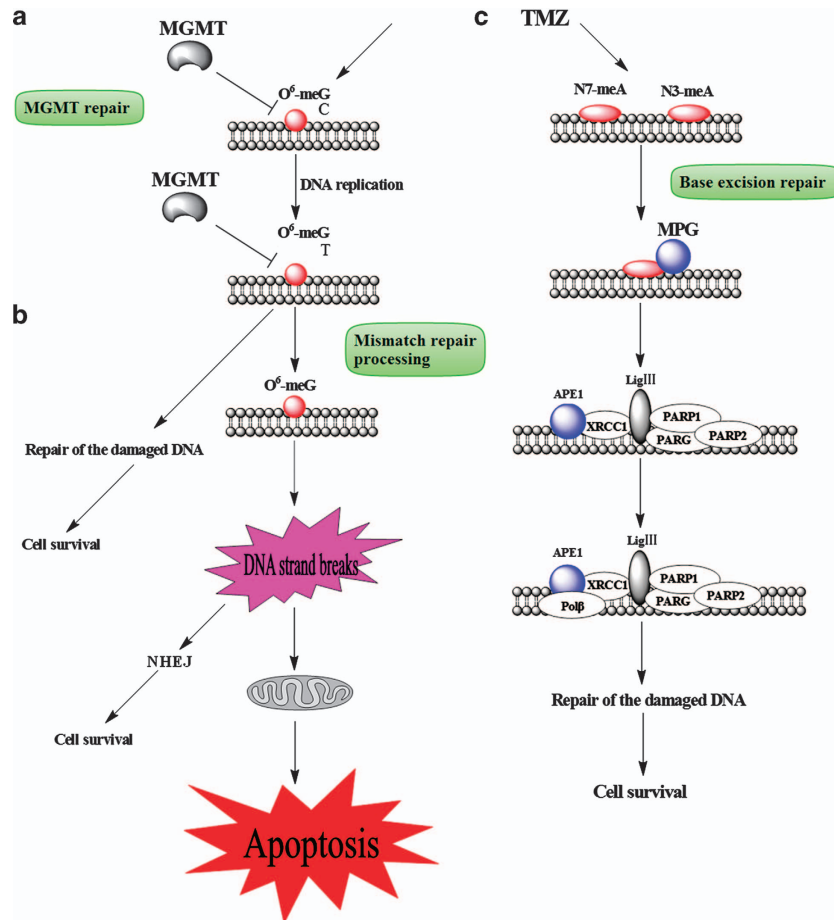 a
MGMT
O⁶-meG
C
MGMT repair
DNA replication
MGMT
O⁶-meG
T
b
Mismatch repair
processing
O⁶-meG
Repair of the damaged DNA
Cell survival
DNA strand breaks
NHEJ
Cell survival
Apoptosis
c
TMZ
N7-meA
N3-meA
Base excision repair
MPG
LigIII
APE1
XRCC1
PARP1
PARG
PARP2
LigIII
APE1
XRCC1
PARP1
Polβ
PARG
PARP2
Repair of the damaged DNA
Cell survival